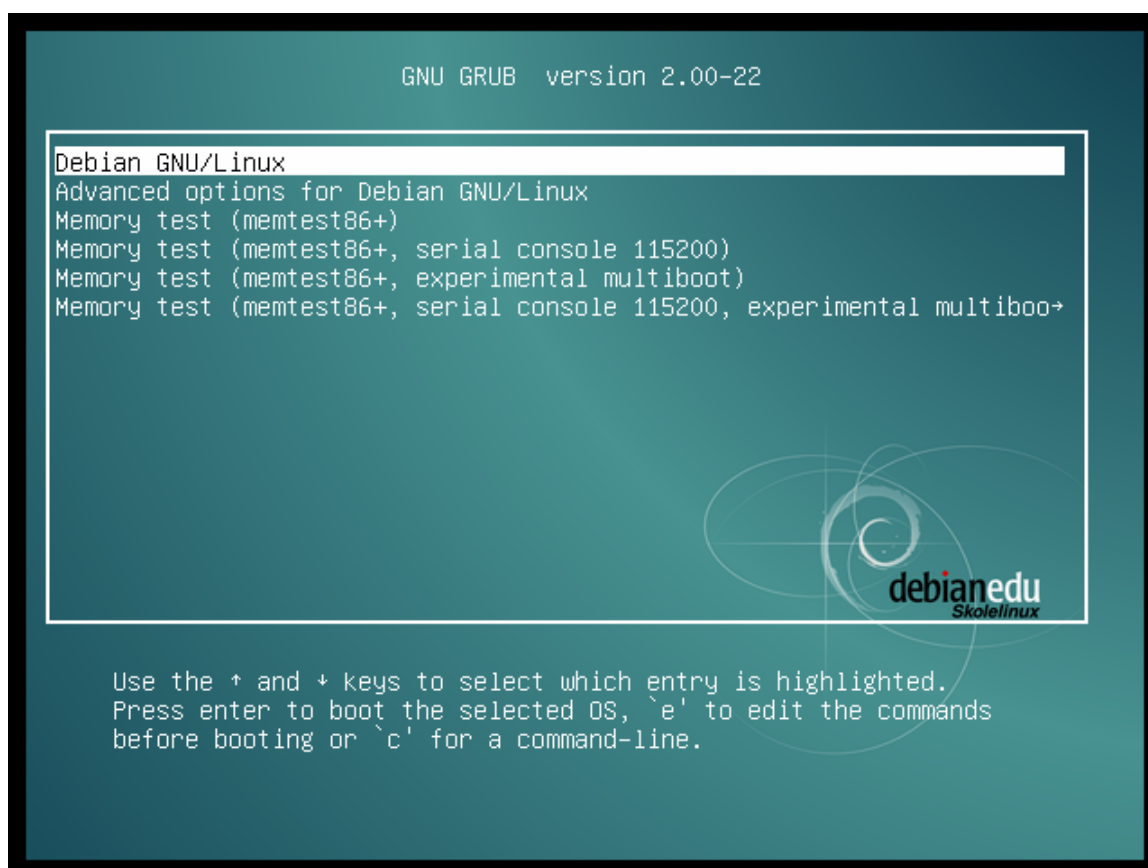 GNU GRUB  version 2.00-22
Debian GNU/Linux
Advanced options for Debian GNU/Linux
Memory test (memtest86+)
Memory test (memtest86+, serial console 115200)
Memory test (memtest86+, experimental multiboot)
Memory test (memtest86+, serial console 115200, experimental multiboo→
debianedu
Skolelinux
Use the ↑ and ↓ keys to select which entry is highlighted.
Press enter to boot the selected OS, `e' to edit the commands
before booting or `c' for a command-line.